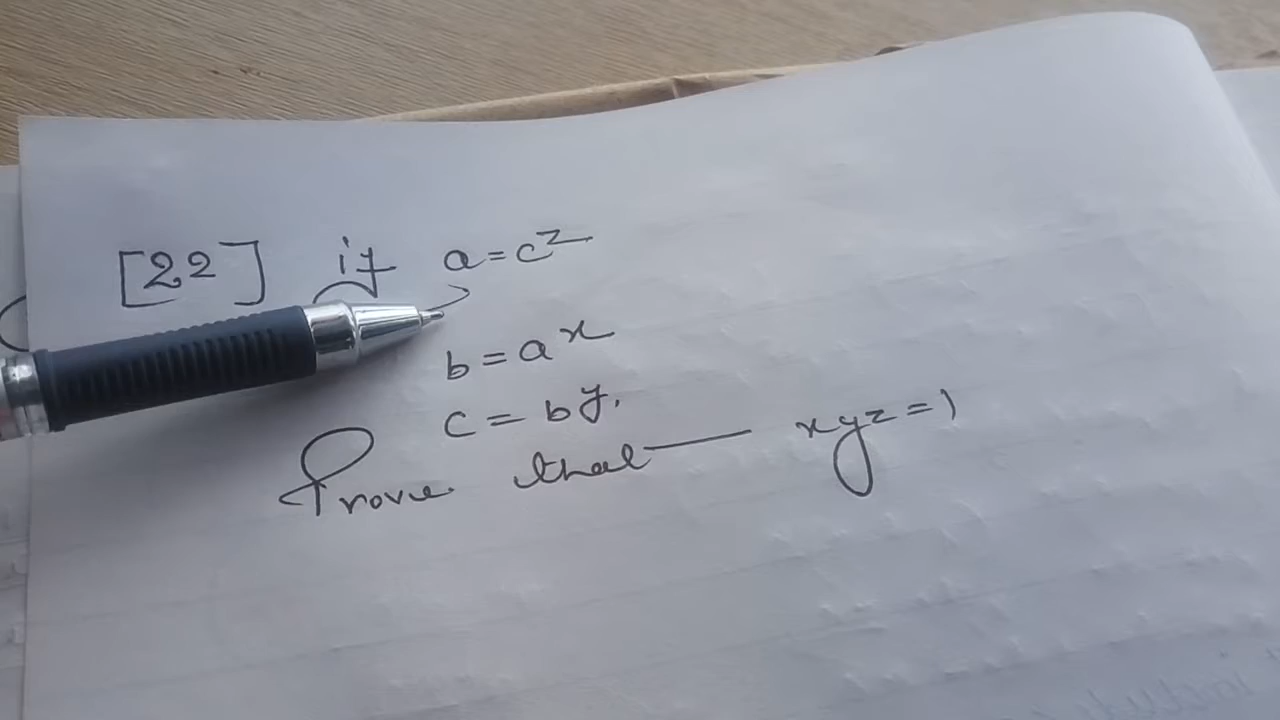 [22] if a = c^z
b = a^x
c = b^y.
Prove that — xyz = 1